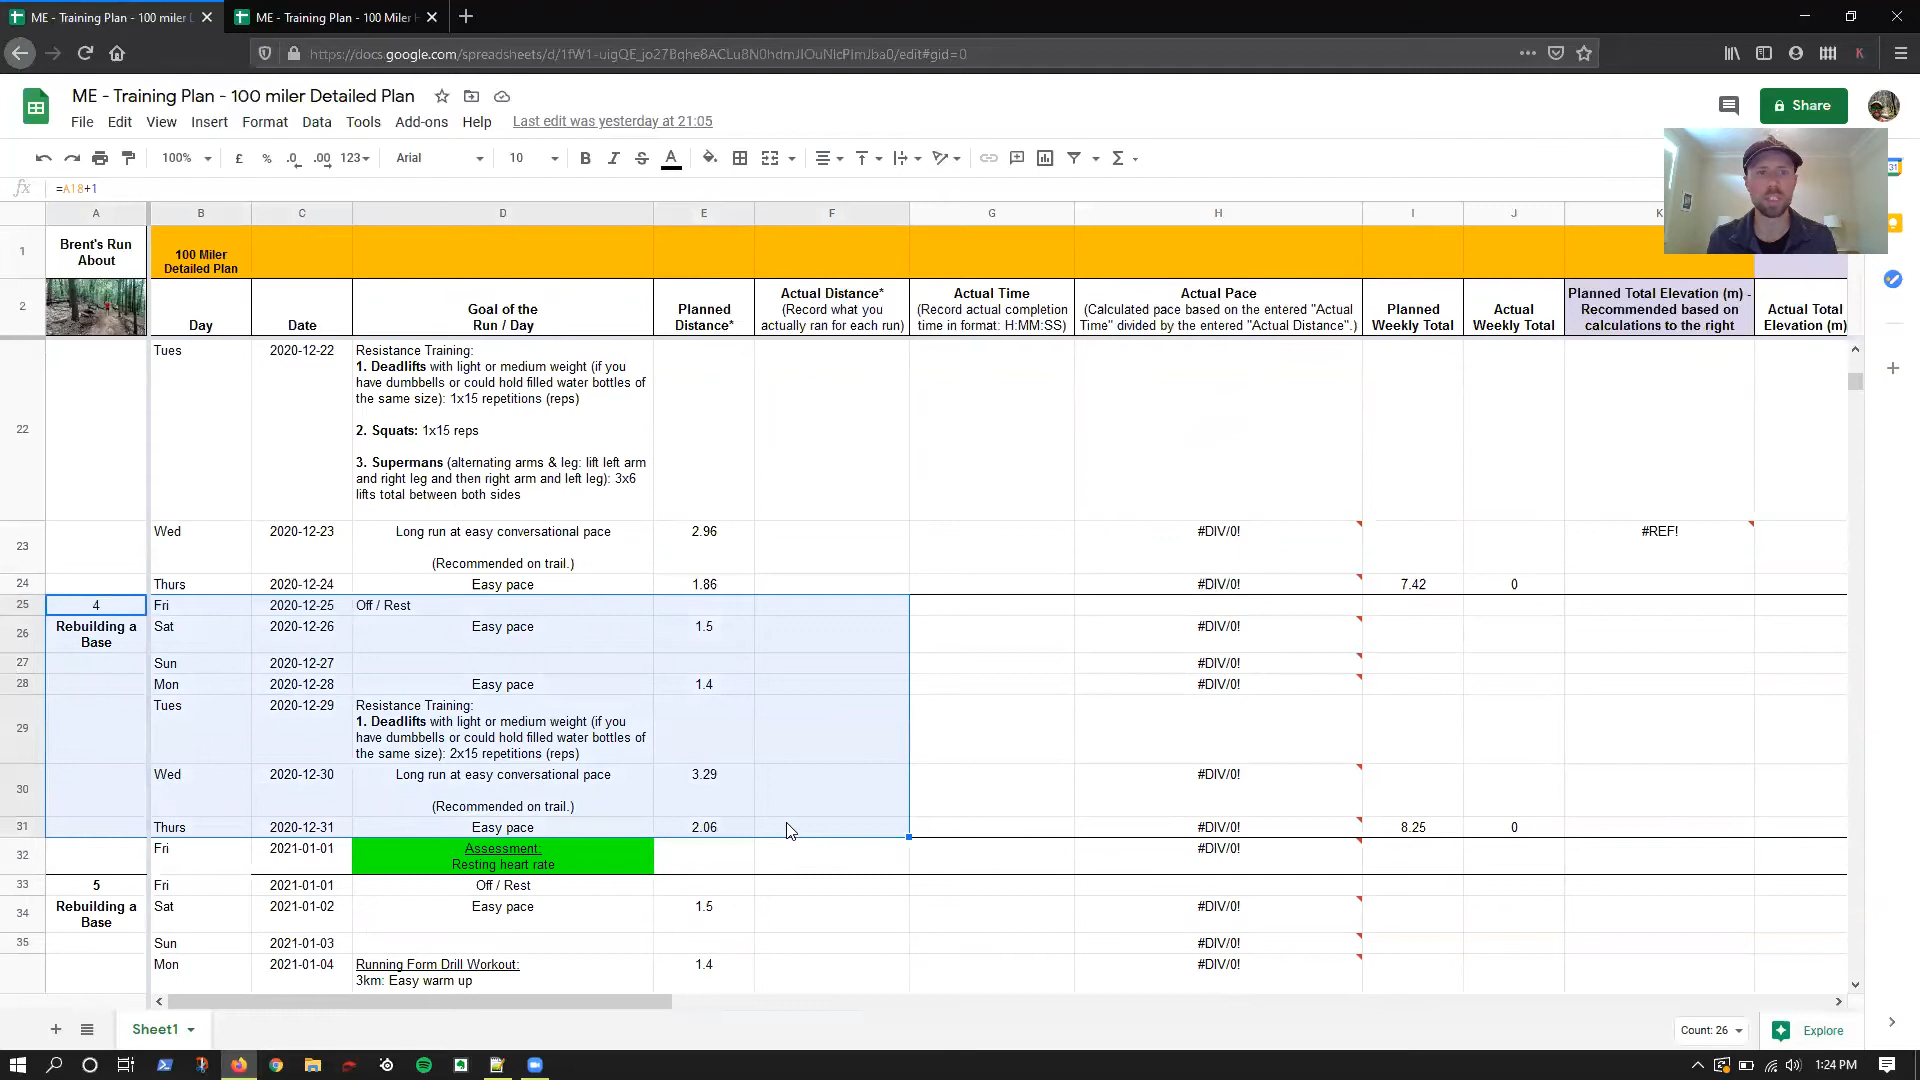 ME - Training Plan - 100 miler D
ME - Training Plan - 100 Miler
https://docs.google.com/spreadsheets/d/
/edit#gid=0
ME - Training Plan - 100 miler Detailed Plan
Share
File Edit View Insert Format Data Tools Add-ons Help Last edit was yesterday at 21:05
100% £ % .0 .00 123 Arial 10 B I S A Σ
fx =A18+1
A B C D E F G H I J K
1 Brent's Run About 100 Miler Detailed Plan
2 Day Date Goal of the Run / Day Planned Distance* Actual Distance* (Record what you actually ran for each run) Actual Time (Record actual completion time in format: H:MM:SS) Actual Pace (Calculated pace based on the entered "Actual Time" divided by the entered "Actual Distance".) Planned Weekly Total Actual Weekly Total Planned Total Elevation (m) - Recommended based on calculations to the right Actual Total Elevation (m)
22 Tues 2020-12-22 Resistance Training:
1. Deadlifts with light or medium weight (if you
have dumbbells or could hold filled water bottles of
the same size): 1x15 repetitions (reps)
2. Squats: 1x15 reps
3. Supermans (alternating arms & leg: lift left arm
and right leg and then right arm and left leg): 3x6
lifts total between both sides
23 Wed 2020-12-23 Long run at easy conversational pace 2.96 #DIV/0! #REF!
(Recommended on trail.)
24 Thurs 2020-12-24 Easy pace 1.86 #DIV/0! 7.42 0
25 4 Fri 2020-12-25 Off / Rest
26 Rebuilding a Base Sat 2020-12-26 Easy pace 1.5 #DIV/0!
27 Sun 2020-12-27 #DIV/0!
28 Mon 2020-12-28 Easy pace 1.4 #DIV/0!
29 Tues 2020-12-29 Resistance Training:
1. Deadlifts with light or medium weight (if you
have dumbbells or could hold filled water bottles of
the same size): 2x15 repetitions (reps)
30 Wed 2020-12-30 Long run at easy conversational pace 3.29 #DIV/0!
(Recommended on trail.)
31 Thurs 2020-12-31 Easy pace 2.06 #DIV/0! 8.25 0
32 Fri 2021-01-01 Assessment: #DIV/0!
Resting heart rate
33 5 Fri 2021-01-01 Off / Rest
34 Rebuilding a Base Sat 2021-01-02 Easy pace 1.5 #DIV/0!
35 Sun 2021-01-03 #DIV/0!
Mon 2021-01-04 Running Form Drill Workout: 1.4 #DIV/0!
3km: Easy warm up
Sheet1
Count: 26
Explore
1:24 PM